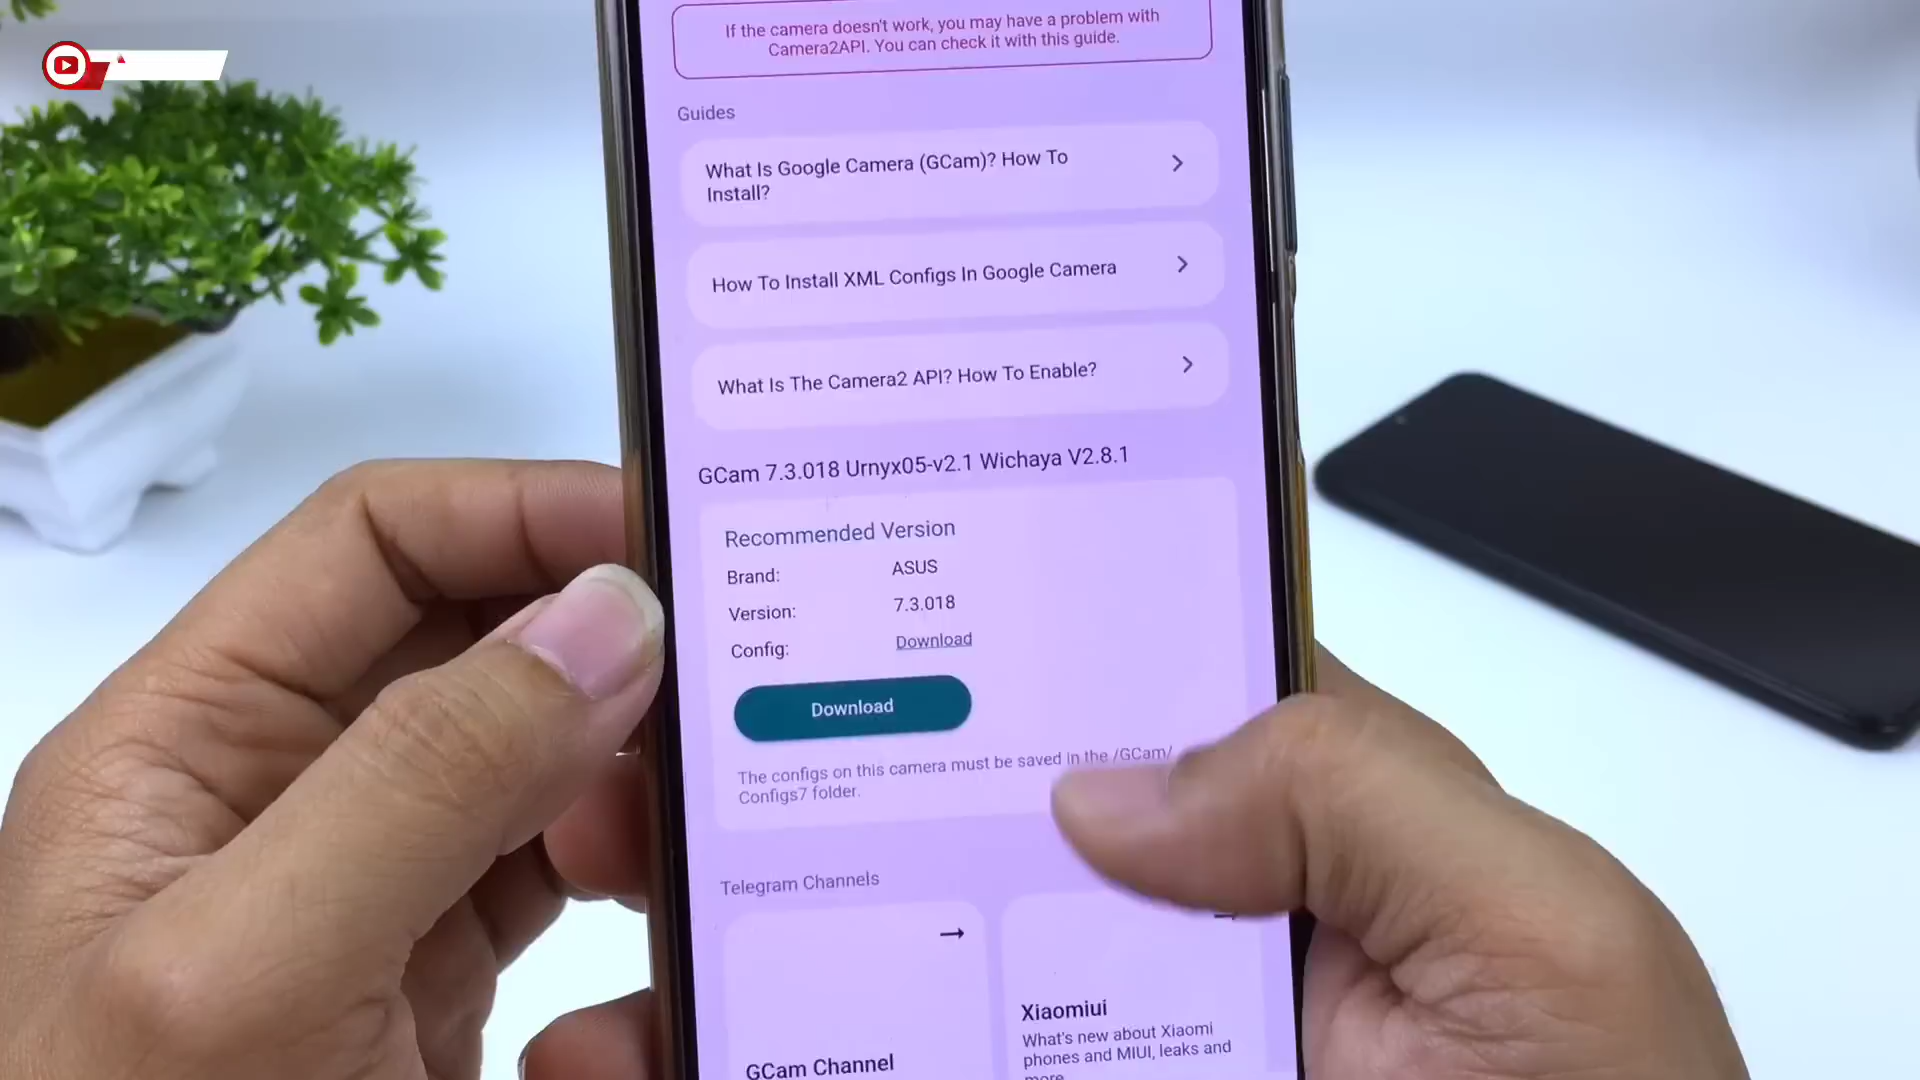 If the camera doesn't work, you may have a problem with
Camera2API. You can check it with this guide.
Guides
What Is Google Camera (GCam)? How To
Install?
How To Install XML Configs In Google Camera
What Is The Camera2 API? How To Enable?
GCam 7.3.018 Urnyx05-v2.1 Wichaya V2.8.1
Recommended Version
Brand: ASUS
Version: 7.3.018
Config: Download
Download
The configs on this camera must be saved in the /GCam/
Configs7 folder.
Telegram Channels
GCam Channel
Xiaomiui
What's new about Xiaomi
phones and MIUI, leaks and
more